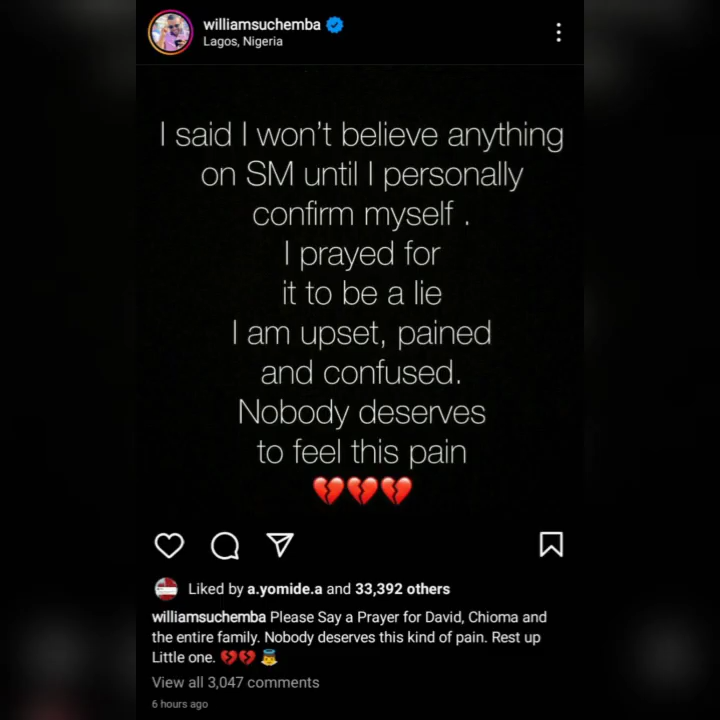 williamsuchemba
Lagos, Nigeria
I said I won't believe anything
on SM until I personally
confirm myself .
I prayed for
it to be a lie
I am upset, pained
and confused.
Nobody deserves
to feel this pain
💔💔💔
Liked by a.yomide.a and 33,392 others
williamsuchemba Please Say a Prayer for David, Chioma and
the entire family. Nobody deserves this kind of pain. Rest up
Little one. 💔💔👼
View all 3,047 comments
6 hours ago